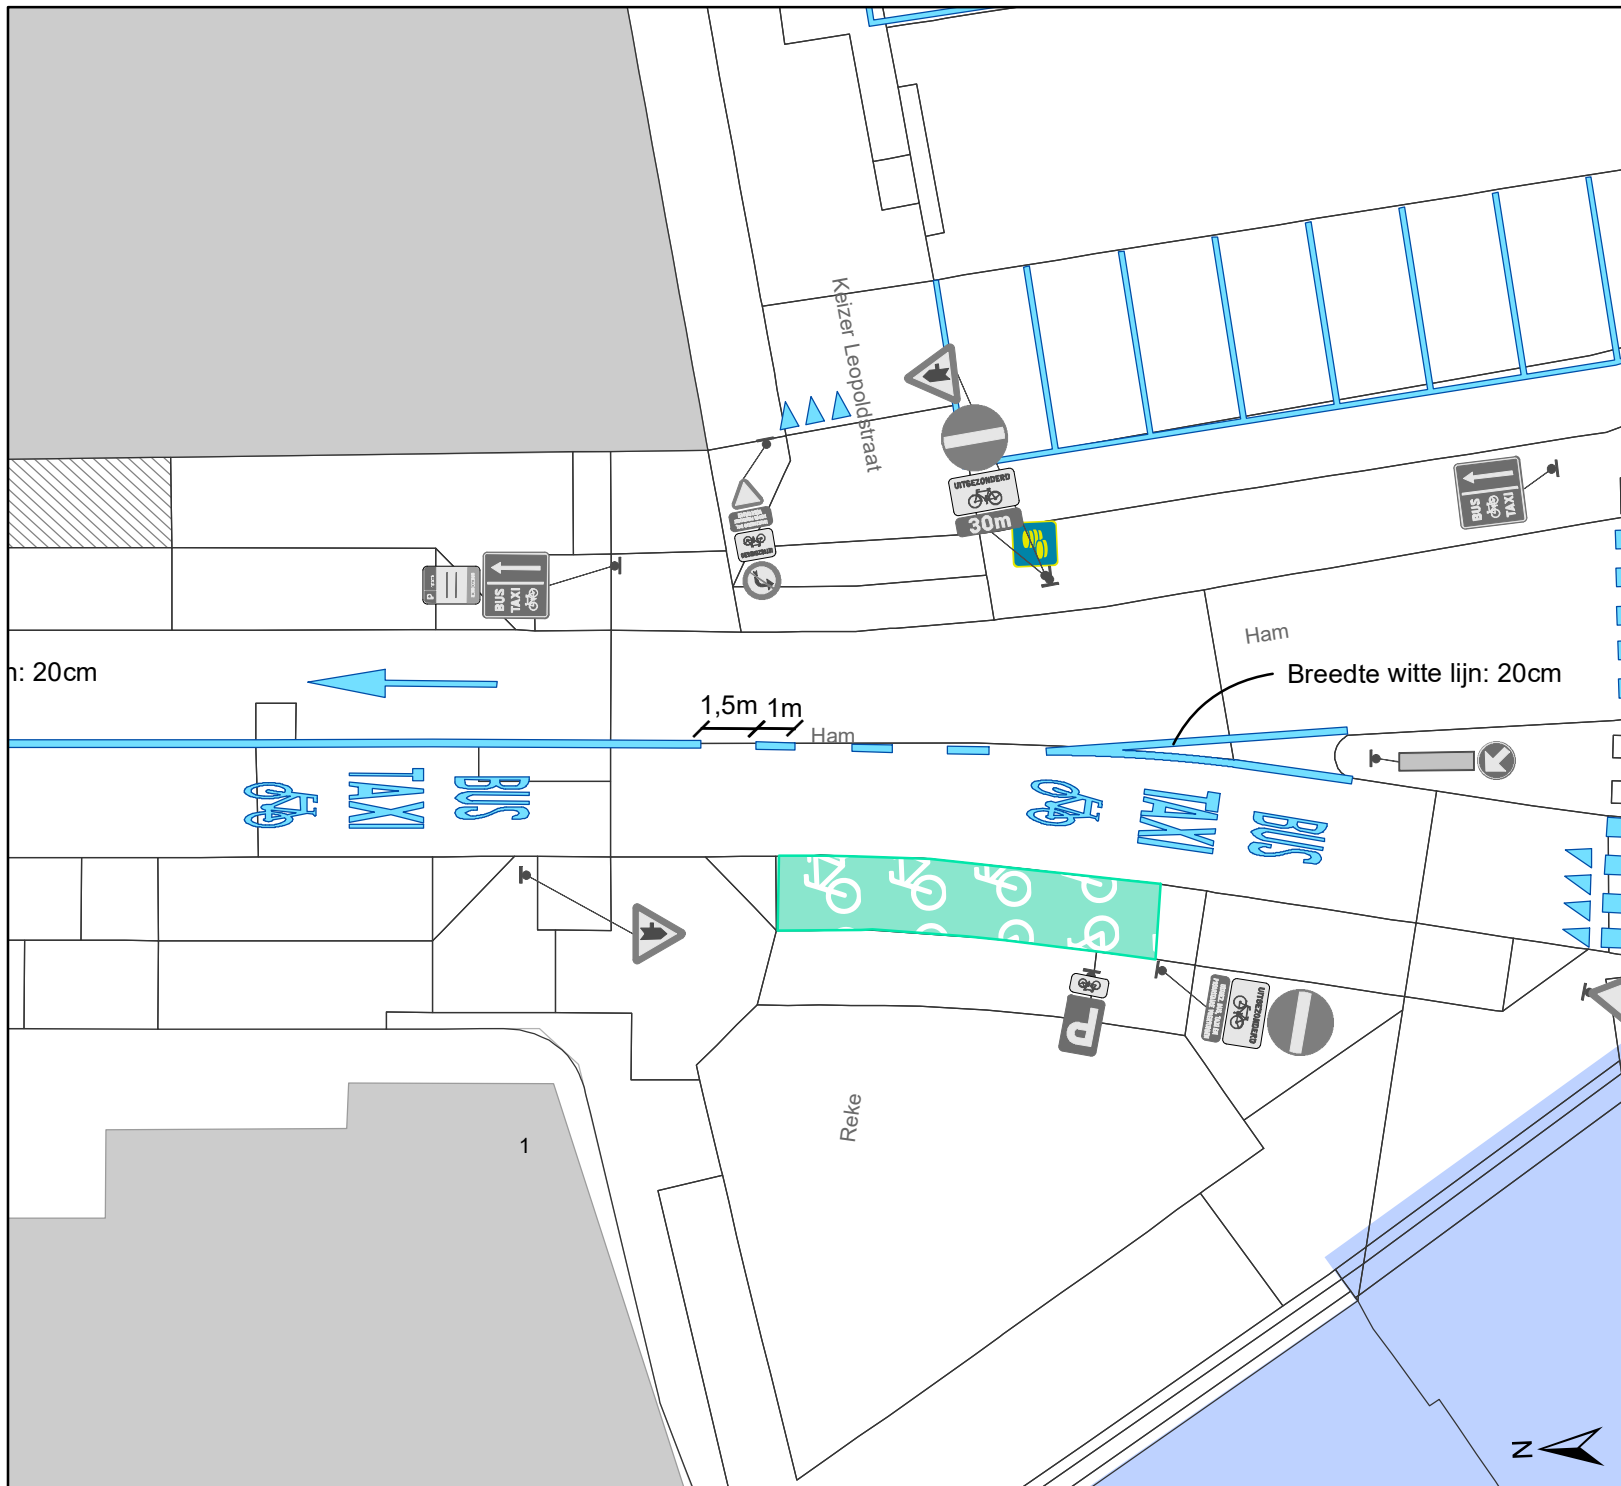 Keizer Leopoldstraat
UITGEZONDERD
30m
UITGEZONDERD
BUS
TAXI
P
BUS
TAXI
Ham
n: 20cm
Breedte witte lijn: 20cm
1,5m
1m
Ham
BUS
TAXI
BUS
TAXI
P
UITGEZONDERD
Reke
1
N